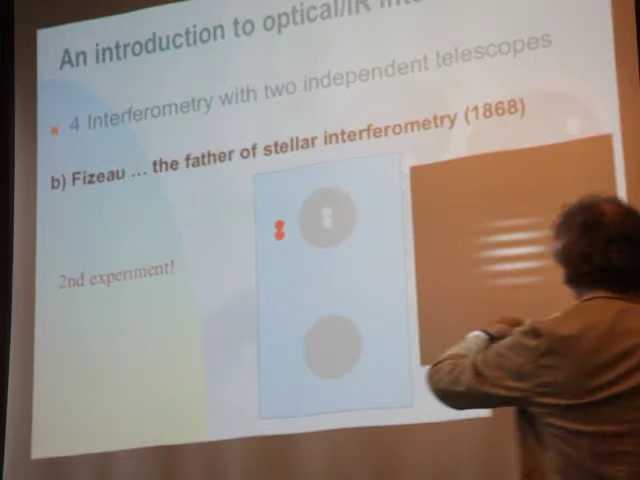 An introduction to optical/IR
4 Interferometry with two independent telescopes
b) Fizeau ... the father of stellar interferometry (1868)
2nd experiment!